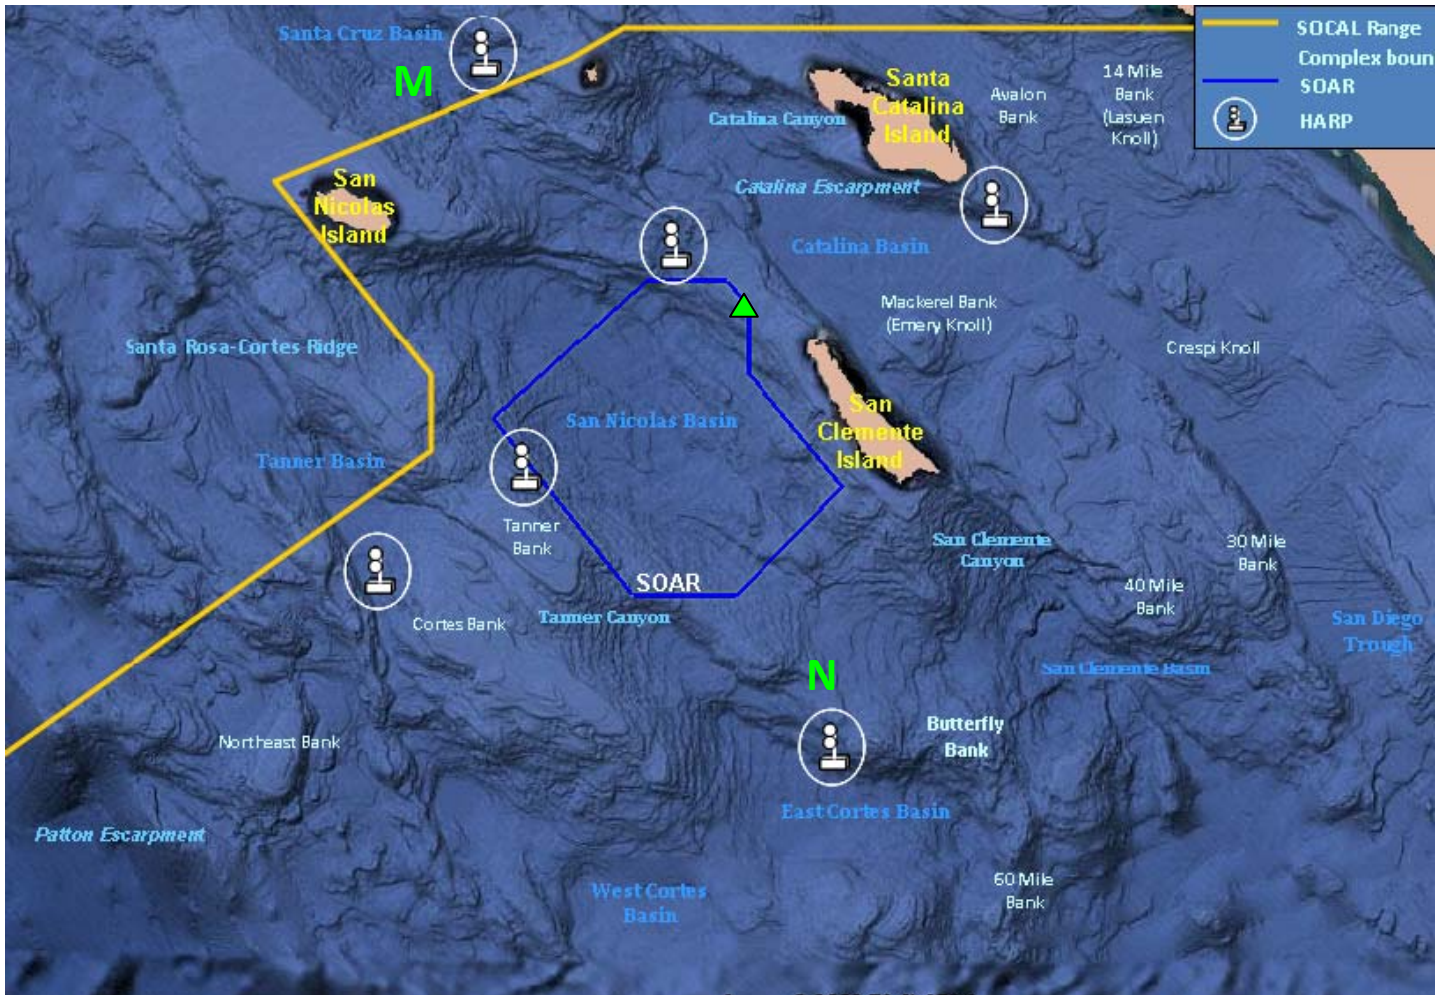 Santa Cruz Basin
M
SOCAL Range
Complex boun
SOAR
HARP
Santa
Catalina
Island
Avalon
Bank
14 Mile
Bank
(Lasuen
Knoll)
Catalina Canyon
San
Nicolas
Island
Catalina Escarpment
Catalina Basin
Mackerel Bank
(Emery Knoll)
Crespi Knoll
Santa Rosa-Cortes Ridge
San Nicolas Basin
San
Clemente
Island
Tanner Basin
Tanner
Bank
San Clemente
Canyon
30 Mile
Bank
SOAR
40 Mile
Bank
Cortes Bank
Tanner Canyon
San Diego
Trough
N
San Clemente Basin
Butterfly
Bank
Northeast Bank
East Cortes Basin
Patton Escarpment
West Cortes
Basin
60 Mile
Bank